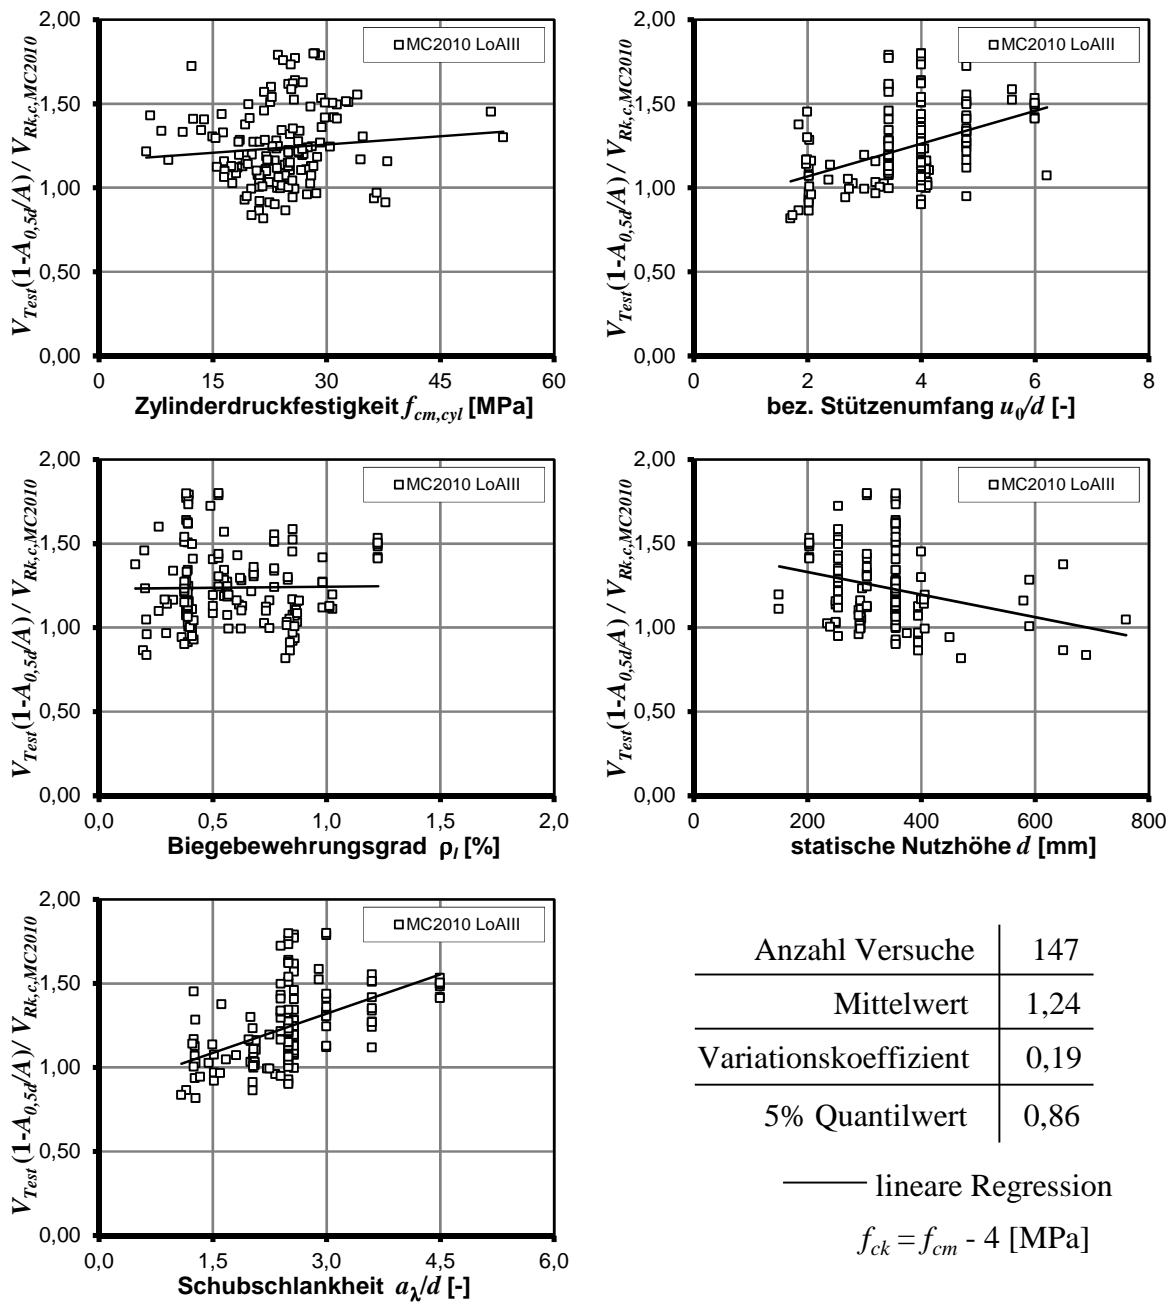 V_Test(1-A_0,5d/A) / V_Rk,c,MC2010
2,00
1,50
1,00
0,50
0,00
MC2010 LoAIII
0
15
30
45
60
Zylinderdruckfestigkeit f_cm,cyl [MPa]
V_Test(1-A_0,5d/A) / V_Rk,c,MC2010
2,00
1,50
1,00
0,50
0,00
MC2010 LoAIII
0
2
4
6
8
bez. Stützenumfang u_0/d [-]
V_Test(1-A_0,5d/A) / V_Rk,c,MC2010
2,00
1,50
1,00
0,50
0,00
MC2010 LoAIII
0,0
0,5
1,0
1,5
2,0
Biegebewehrungsgrad ρ_l [%]
V_Test(1-A_0,5d/A) / V_Rk,c,MC2010
2,00
1,50
1,00
0,50
0,00
MC2010 LoAIII
0
200
400
600
800
statische Nutzhöhe d [mm]
V_Test(1-A_0,5d/A) / V_Rk,c,MC2010
2,00
1,50
1,00
0,50
0,00
MC2010 LoAIII
0,0
1,5
3,0
4,5
6,0
Schubschlankheit a_λ/d [-]
Anzahl Versuche 147
Mittelwert 1,24
Variationskoeffizient 0,19
5% Quantilwert 0,86
lineare Regression
f_ck = f_cm - 4 [MPa]